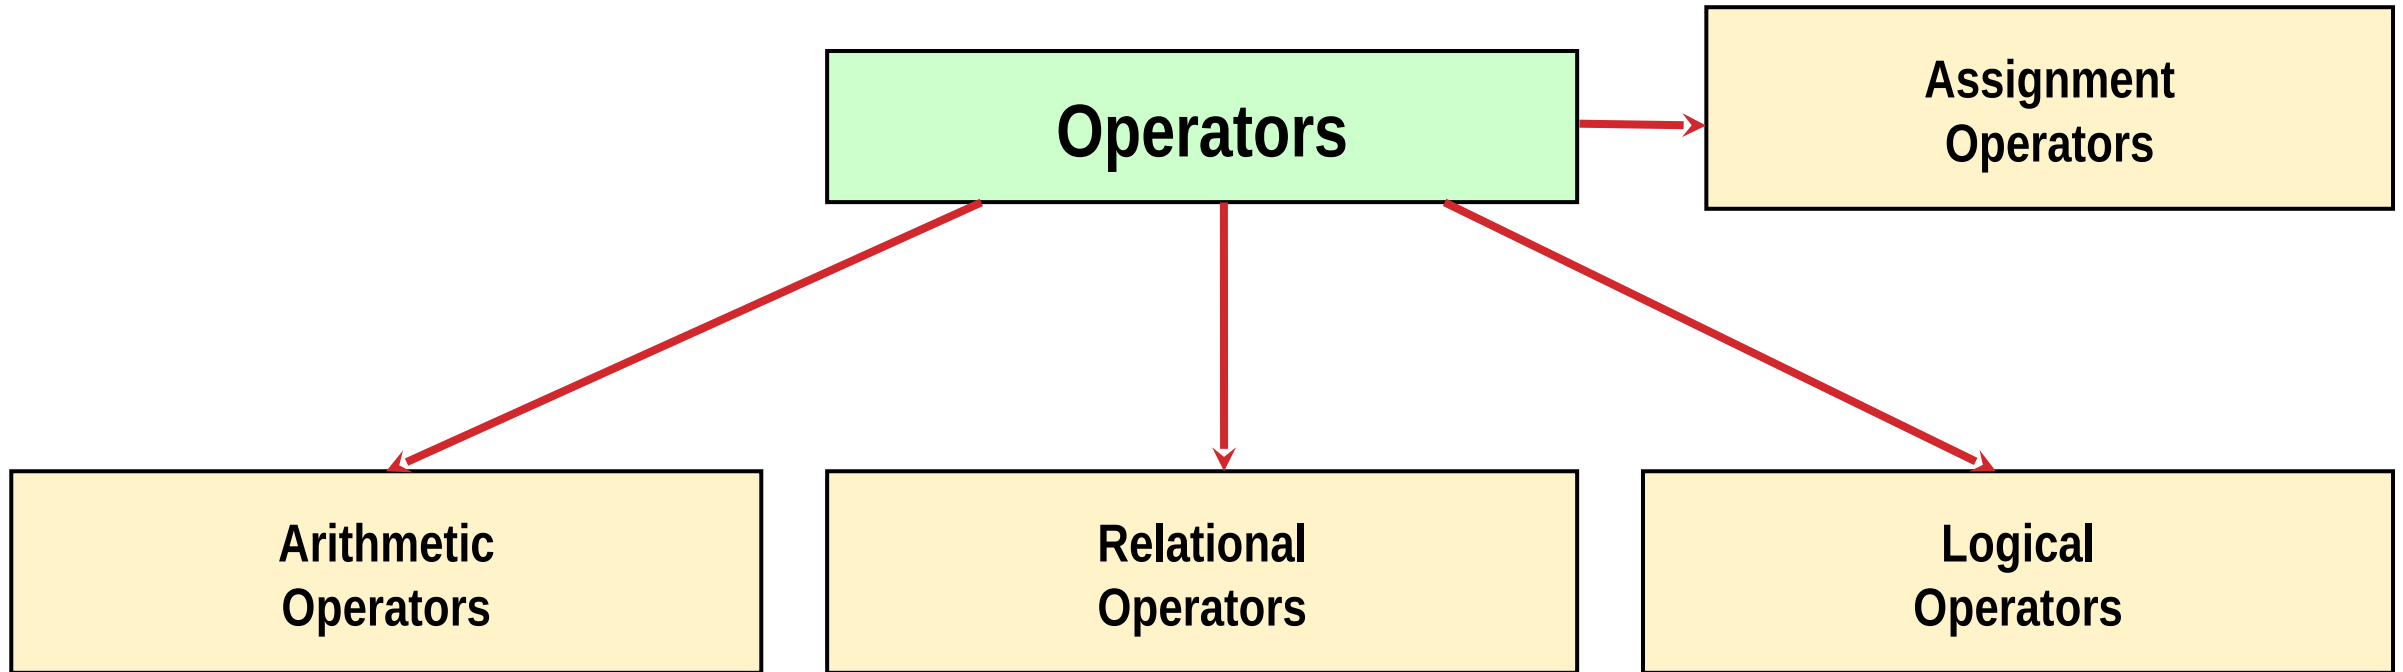 Operators
Assignment
Operators
Arithmetic
Operators
Relational
Operators
Logical
Operators